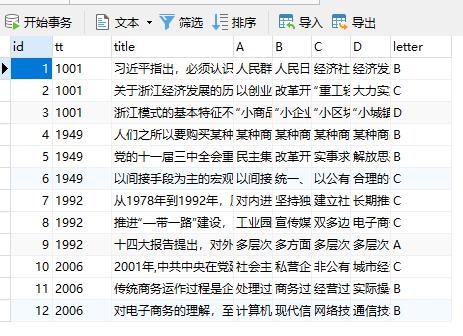 开始事务 文本 筛选 排序 导入 导出
id tt title A B C D letter
1 1001 习近平指出，必须认识 人民群 人民日 经济社 经济发 B
2 1001 关于浙江经济发展的历 以创业 改革开 “重工轻 大力实 C
3 1001 浙江模式的基本特征不 “小商品 “小企业 “小区块 “小城镇 D
4 1949 人们之所以要购买某种 某种商 某种商 某种商 某种商 B
5 1949 党的十一届三中全会重 民主集 改革开 实事求 解放思 B
6 1949 以间接手段为主的宏观 以间接 统一、 以公有 合理的 C
7 1992 从1978年到1992年， 对内进 坚持独 建立社 长期推 C
8 1992 推进“一带一路”建设， 工业园 宣传媒 双多边 电子商 C
9 1992 十四大报告提出，对外 多层次 多方面 多层次 多层次 A
10 2006 2001年,中共中央在党 社会主 私营企 非公有 城市经 C
11 2006 传统商务运作过程是企 处理过 商务过 经营过 实际操 B
12 2006 对电子商务的理解，至 计算机 现代信 网络技 通信技 B